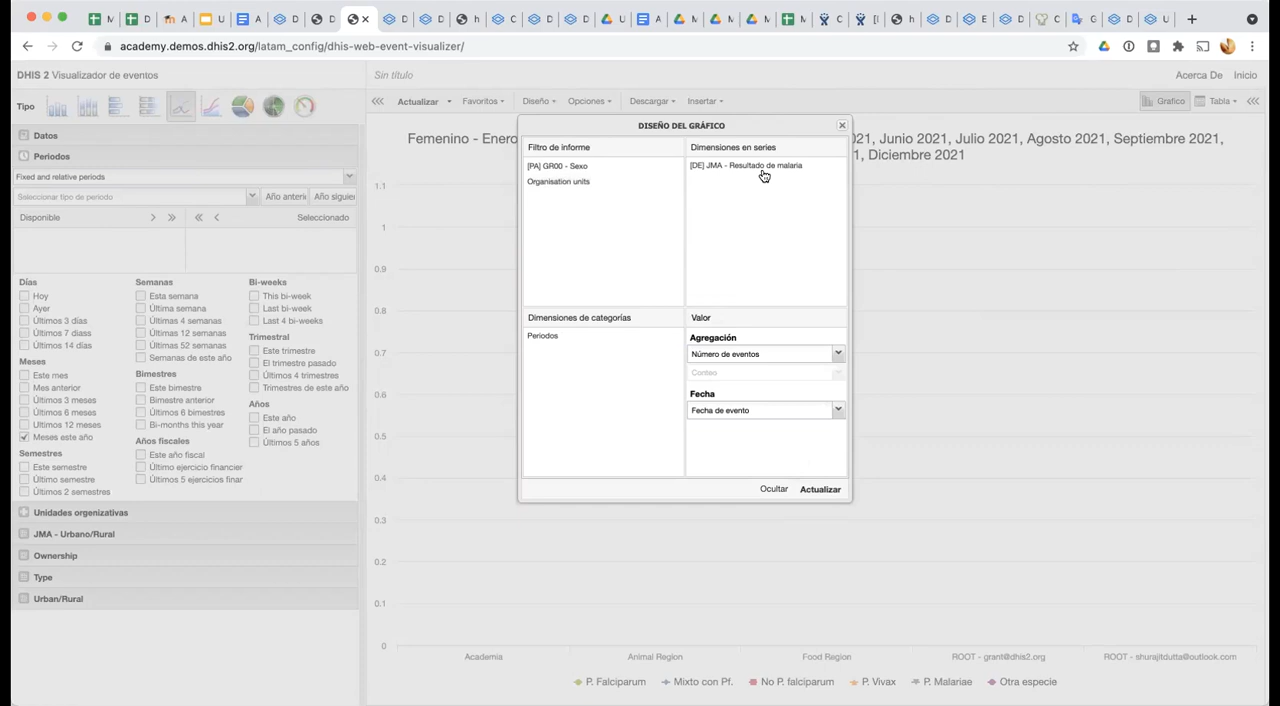 academy.demos.dhis2.org/latam_config/dhis-web-event-visualizer/
DHIS 2 Visualizador de eventos
Sin título
Acerca De
Inicio
Tipo
Actualizar
Favoritos
Diseño
Opciones
Descargar
Insertar
Grafico
Tabla
Datos
Periodos
Fixed and relative periods
Seleccionar tipo de periodo
Año anteri
Año siguie
Disponible
Seleccionado
Días
Hoy
Ayer
Últimos 3 días
Últimos 7 diass
Últimos 14 dias
Meses
Este mes
Mes anterior
Últimos 3 meses
Últimos 6 meses
Ultimos 12 meses
Meses este año
Semestres
Este semestre
Último semestre
Últimos 2 semestres
Semanas
Esta semana
Última semana
Últimas 4 semanas
Últimas 12 semanas
Últimas 52 semanas
Semanas de este año
Bimestres
Este bimestre
Bimestre anterior
Últimos 6 bimestres
Bi-months this year
Años fiscales
Este año fiscal
Último ejercicio financier
Últimos 5 ejercicios finar
Bi-weeks
This bi-week
Last bi-week
Last 4 bi-weeks
Trimestral
Este trimestre
El trimestre pasado
Últimos 4 trimestres
Trimestres de este año
Años
Este año
El año pasado
Últimos 5 años
Unidades organizativas
JMA - Urbano/Rural
Ownership
Type
Urban/Rural
Femenino - Enero
21, Junio 2021, Julio 2021, Agosto 2021, Septiembre 2021,
1, Diciembre 2021
1.1
1
0.9
0.8
0.7
0.6
0.5
0.4
0.3
0.2
0.1
0
Academia
Animal Region
Food Region
ROOT - grant@dhis2.org
ROOT - shurajitdutta@outlook.com
P. Falciparum
Mixto con Pf.
No P. falciparum
P. Vivax
P. Malariae
Otra especie
DISEÑO DEL GRÁFICO
Filtro de informe
[PA] GR00 - Sexo
Organisation units
Dimensiones en series
[DE] JMA - Resultado de malaria
Dimensiones de categorías
Periodos
Valor
Agregación
Número de eventos
Conteo
Fecha
Fecha de evento
Ocultar
Actualizar